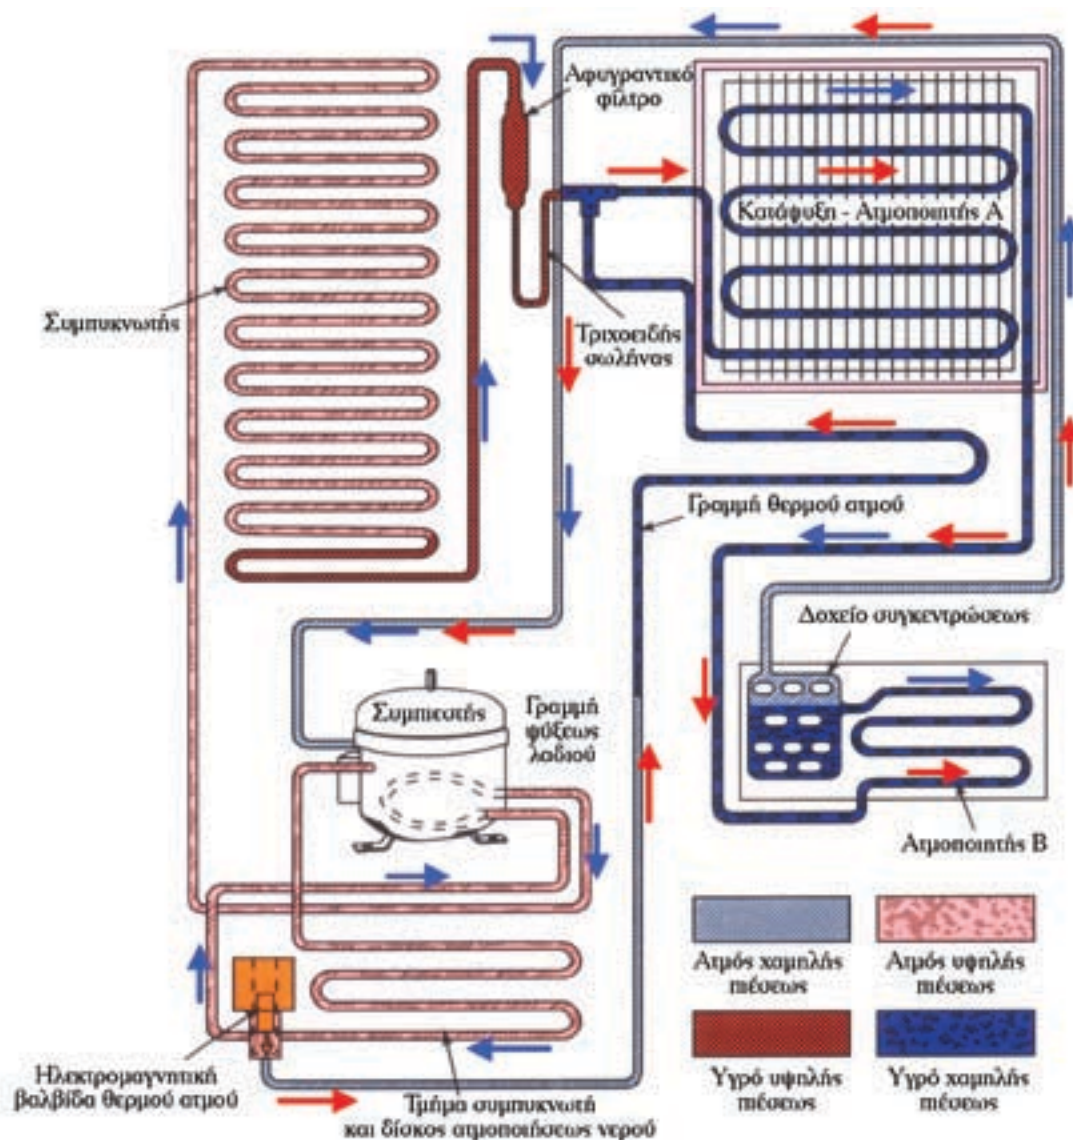 Αφυγραντικό
φίλτρο
Κατάψυξη - Ατμοποιητής Α
Συμπυκνωτής
Τριχοειδής
σωλήνας
Γραμμή θερμού ατμού
Δοχείο συγκεντρώσεως
Συμπιεστής
Γραμμή
ψύξεως
λαδιού
Ατμοποιητής Β
Ατμός χαμηλής
πιέσεως
Ατμός υψηλής
πιέσεως
Υγρό υψηλής
πιέσεως
Υγρό χαμηλής
πιέσεως
Ηλεκτρομαγνητική
βαλβίδα θερμού ατμού
Τμήμα συμπυκνωτή
και δίσκος ατμοποιήσεως νερού